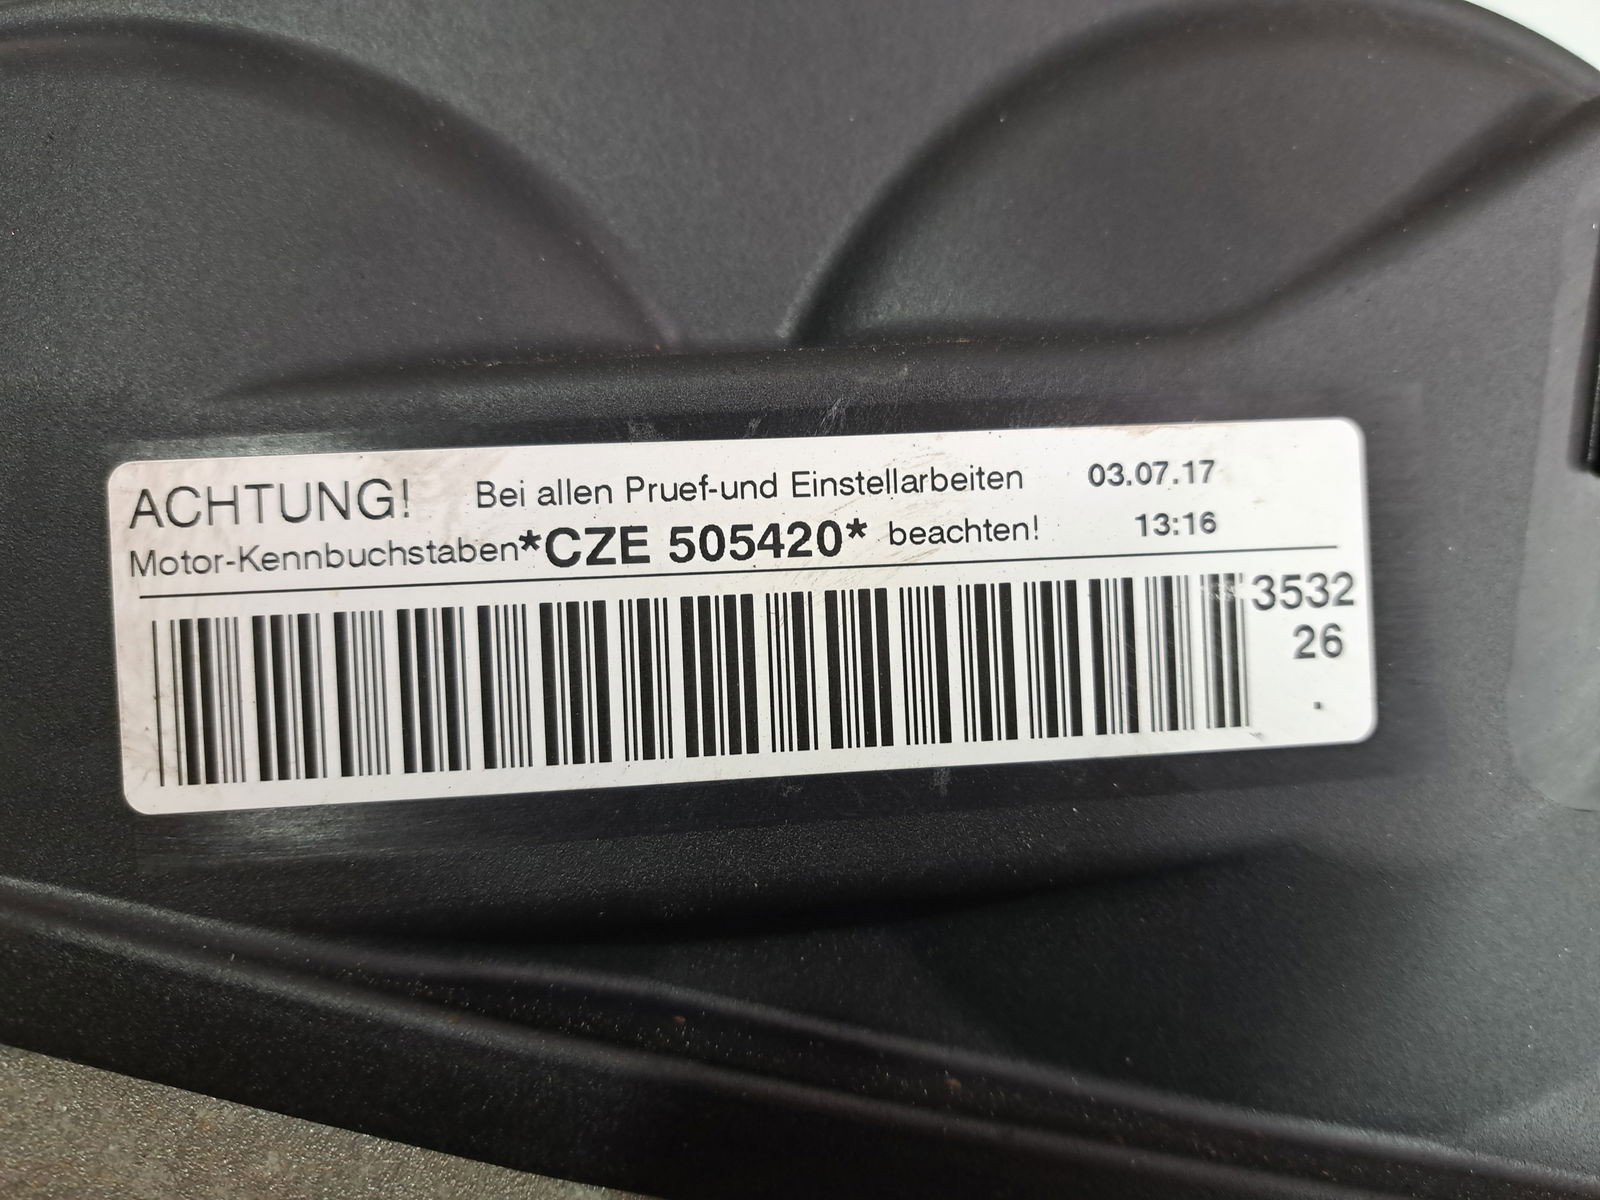 ACHTUNG! Bei allen Pruef-und Einstellarbeiten 03.07.17
Motor-Kennbuchstaben*CZE 505420* beachten! 13:16
3532
26
.